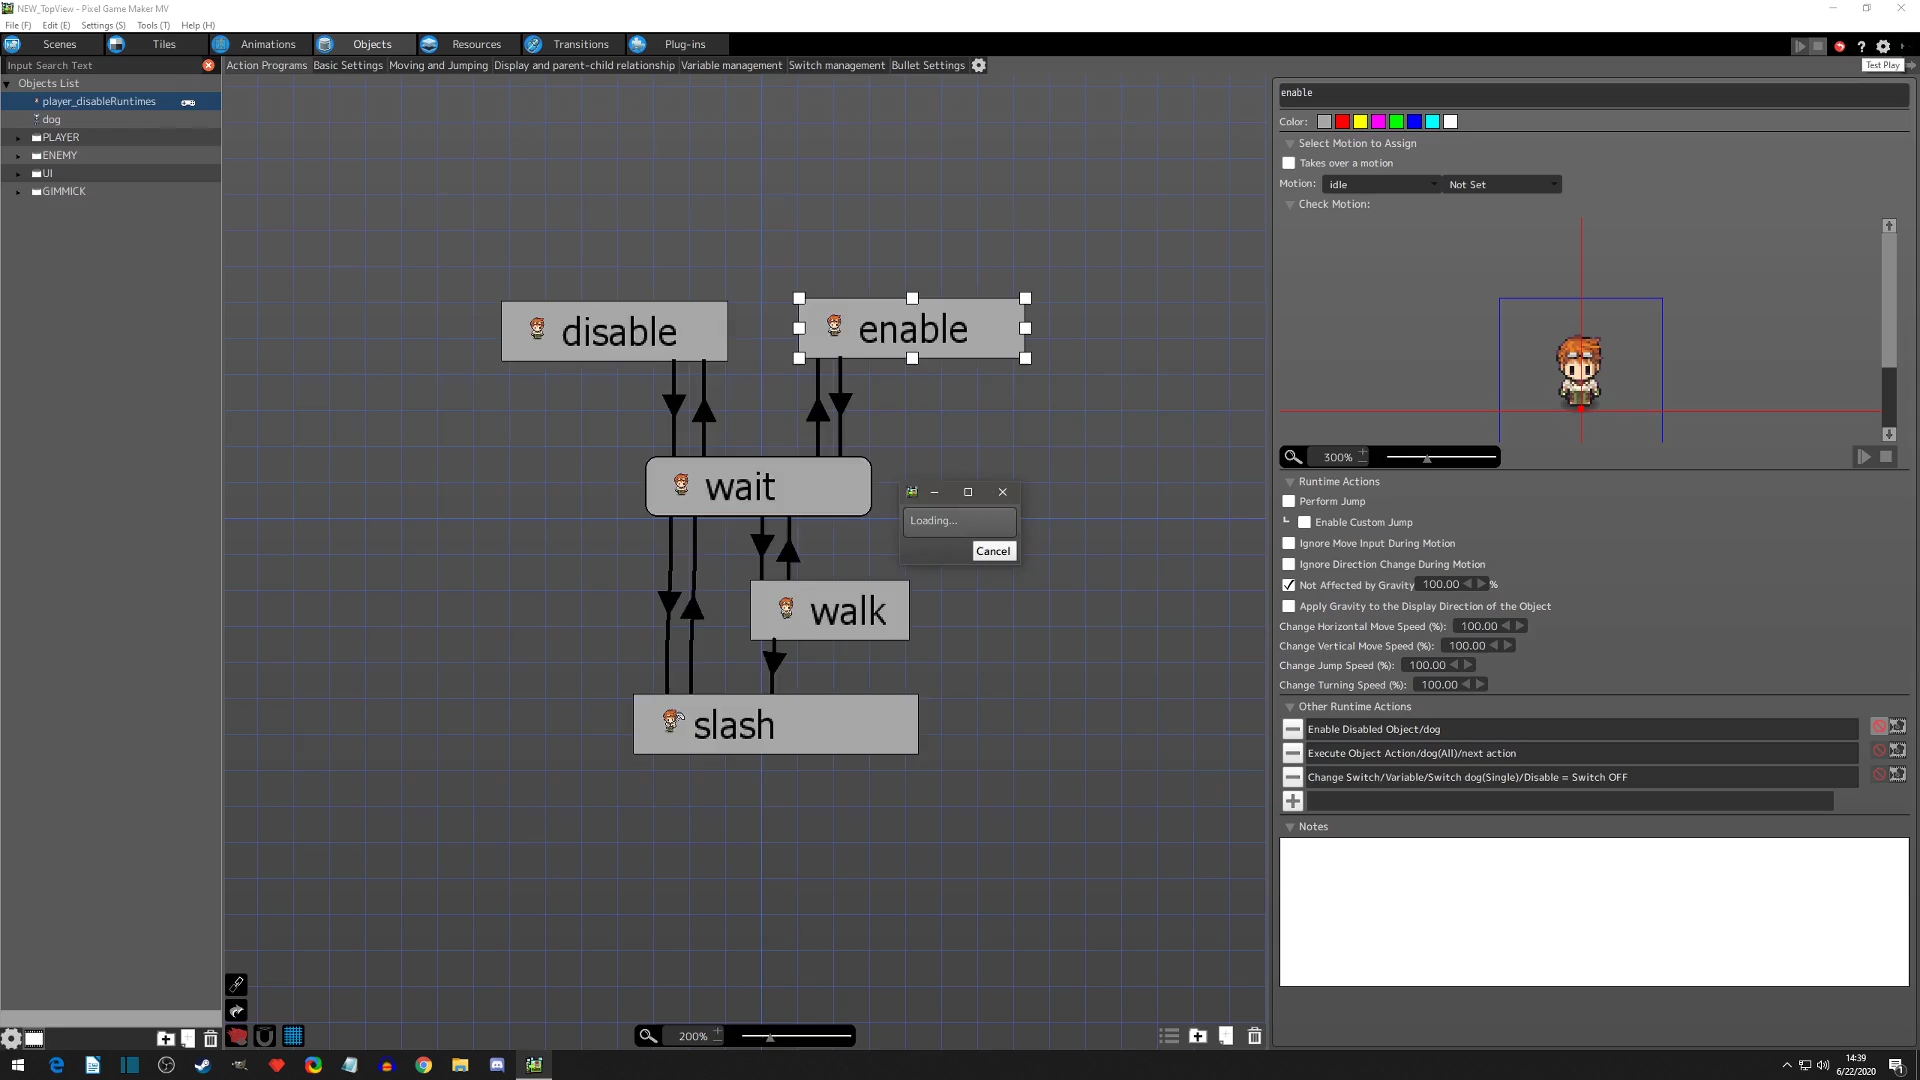 NEW_TopView - Pixel Game Maker MV
File (F) Edit (E) Settings (S) Tools (T) Help (H)
Scenes Tiles Animations Objects Resources Transitions Plug-ins
Input Search Text
Action Programs Basic Settings Moving and Jumping Display and parent-child relationship Variable management Switch management Bullet Settings
Test Play
Objects List
player_disableRuntimes
dog
PLAYER
ENEMY
UI
GIMMICK
disable
enable
wait
walk
slash
Loading...
Cancel
200%
enable
Color:
Select Motion to Assign
Takes over a motion
Motion: idle Not Set
Check Motion:
300%
Runtime Actions
Perform Jump
Enable Custom Jump
Ignore Move Input During Motion
Ignore Direction Change During Motion
Not Affected by Gravity 100.00 %
Apply Gravity to the Display Direction of the Object
Change Horizontal Move Speed (%): 100.00
Change Vertical Move Speed (%): 100.00
Change Jump Speed (%): 100.00
Change Turning Speed (%): 100.00
Other Runtime Actions
Enable Disabled Object/dog
Execute Object Action/dog(All)/next action
Change Switch/Variable/Switch dog(Single)/Disable = Switch OFF
Notes
14:39
6/22/2020